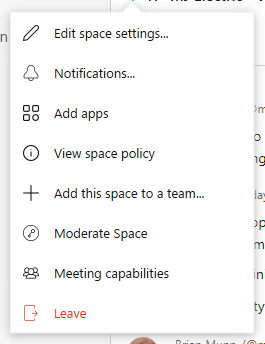 Edit space settings...
Notifications...
Add apps
View space policy
Add this space to a team...
Moderate Space
Meeting capabilities
Leave